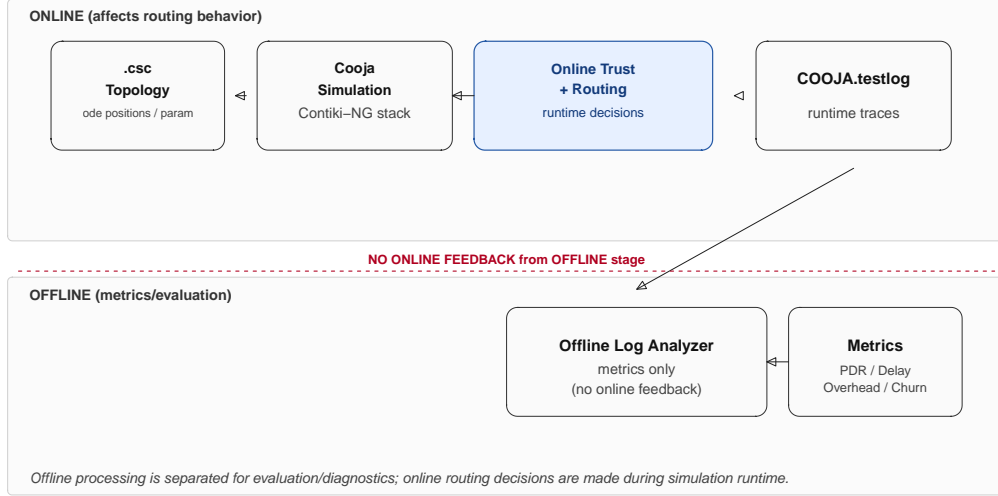 ONLINE (affects routing behavior)
.csc
Topology
ode positions / param
Cooja
Simulation
Contiki–NG stack
Online Trust
+ Routing
runtime decisions
COOJA.testlog
runtime traces
NO ONLINE FEEDBACK from OFFLINE stage
OFFLINE (metrics/evaluation)
Offline Log Analyzer
metrics only
(no online feedback)
Metrics
PDR / Delay
Overhead / Churn
Offline processing is separated for evaluation/diagnostics; online routing decisions are made during simulation runtime.